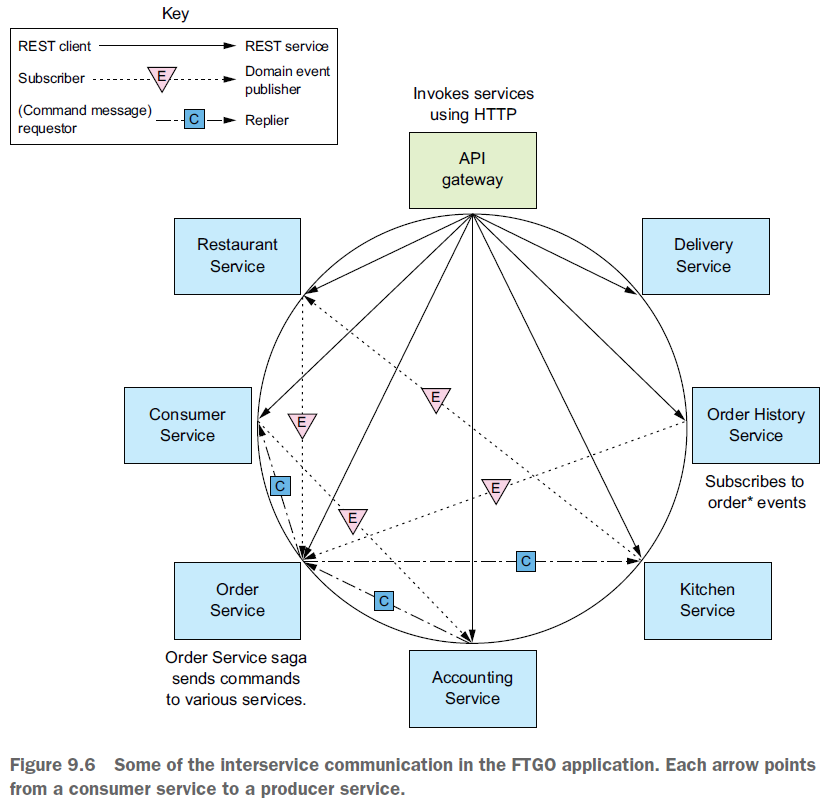 Key
REST client
REST service
Subscriber
E
Domain event
publisher
(Command message)
requestor
C
Replier
Invokes services
using HTTP
API
gateway
Restaurant
Service
Delivery
Service
Consumer
Service
E
E
Order History
Service
C
E
E
Subscribes to
order* events
Order
Service
C
C
Kitchen
Service
Order Service saga
sends commands
to various services.
Accounting
Service
Figure 9.6 Some of the interservice communication in the FTGO application. Each arrow points
from a consumer service to a producer service.